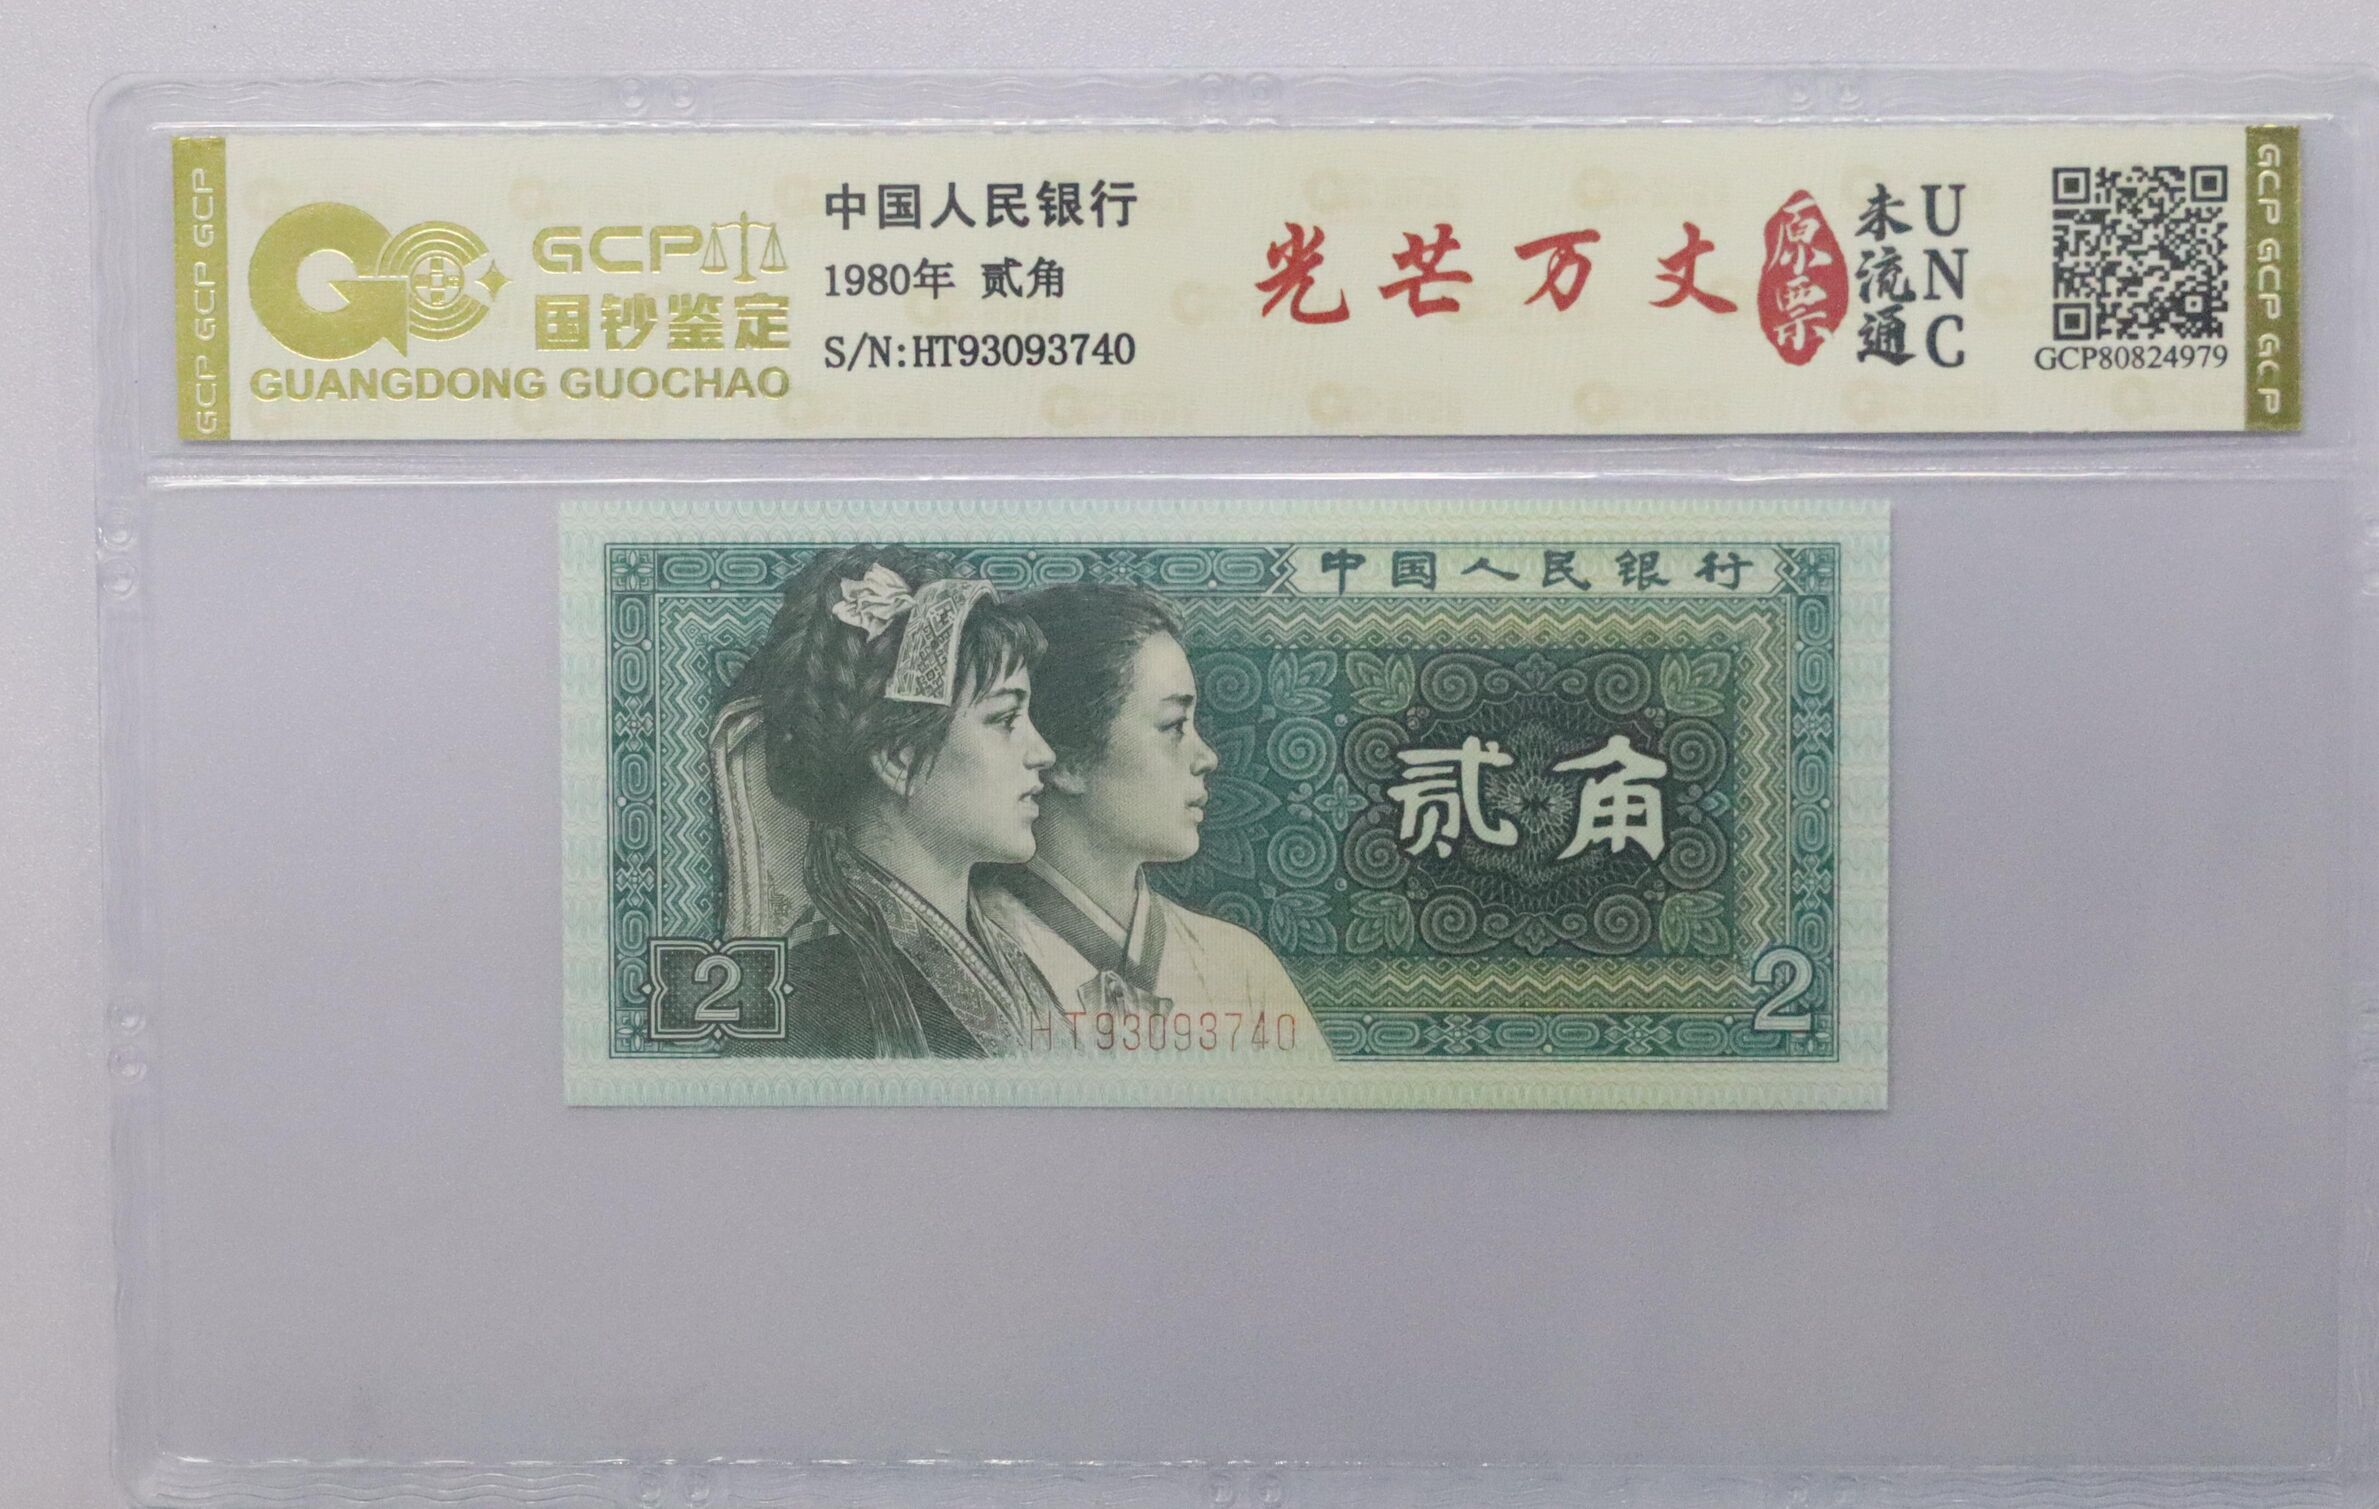 GCP GCP GCP
GCP
国钞鉴定
GUANGDONG GUOCHAO
中国人民银行
1980年 贰角
S/N:HT93093740
光芒万丈
原票
未流通
UNC
GCP80824979
GCP GCP GCP
中国人民银行
贰角
2
2
HT93093740